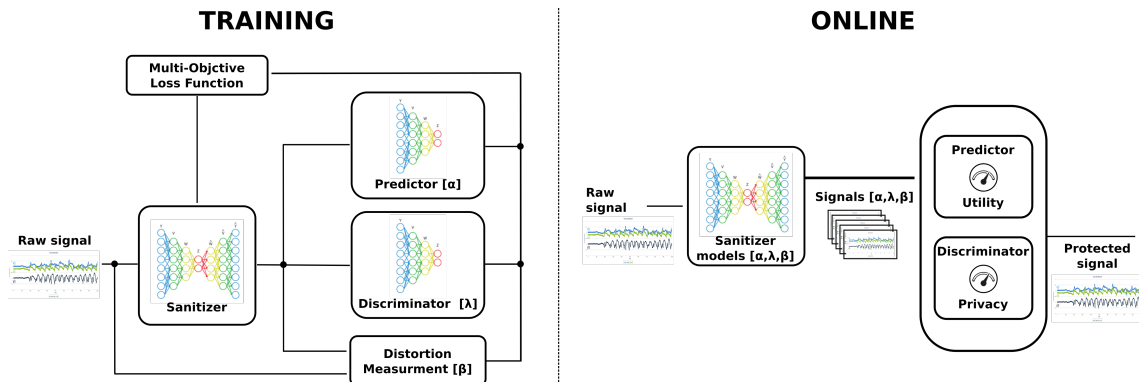 TRAINING
Multi-Objctive
Loss Function
Predictor [α]
Raw signal
Sanitizer
Discriminator [λ]
Distortion
Measurment [β]
ONLINE
Raw
signal
Sanitizer
models [α,λ,β]
Signals [α,λ,β]
Predictor
Utility
Discriminator
Privacy
Protected
signal